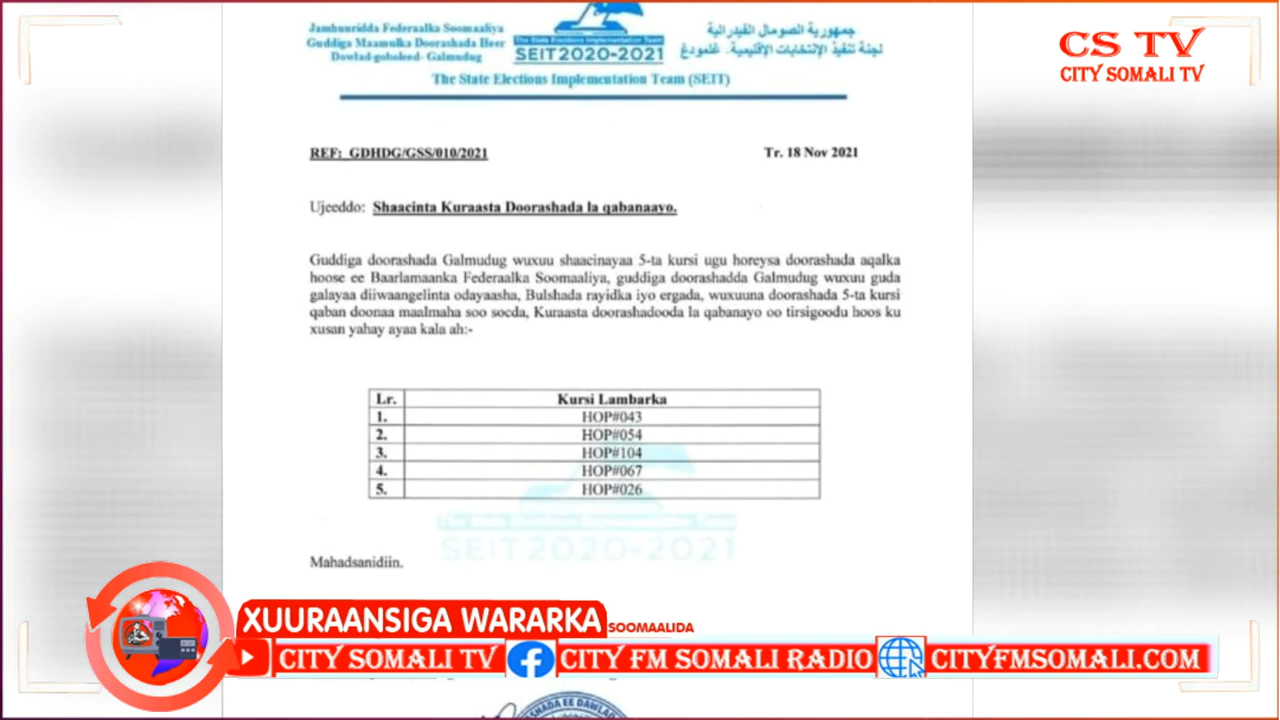 Jamhuuridda Federaalka Soomaaliya
Guddiga Maamulka Doorashada Heer
Dowlad-goboleed- Galmudug
The State Elections Implementation Team
SEIT2020-2021
جمهورية الصومال الفيدرالية
لجنة تنفيذ الإنتخابات الإقليمية. غلمودغ
The State Elections Implementation Team (SEIT)
CS TV
CITY SOMALI TV
REF: GDHDG/GSS/010/2021
Tr. 18 Nov 2021
Ujeeddo: Shaacinta Kuraasta Doorashada la qabanaayo.
Guddiga doorashada Galmudug wuxuu shaacinayaa 5-ta kursi ugu horeysa doorashada aqalka
hoose ee Baarlamaanka Federaalka Soomaaliya, guddiga doorashadda Galmudug wuxuu guda
galayaa diiwaangelinta odayaasha, Bulshada rayidka iyo ergada, wuxuuna doorashada 5-ta kursi
qaban doonaa maalmaha soo socda, Kuraasta doorashadooda la qabanayo oo tirsigoodu hoos ku
xusan yahay ayaa kala ah:-
Lr. Kursi Lambarka
1. HOP#043
2. HOP#054
3. HOP#104
4. HOP#067
5. HOP#026
SEIT2020-2021
Mahadsanidiin.
XUURAANSIGA WARARKA
SOOMAALIDA
CITY SOMALI TV
CITY FM SOMALI RADIO
CITYFMSOMALI.COM